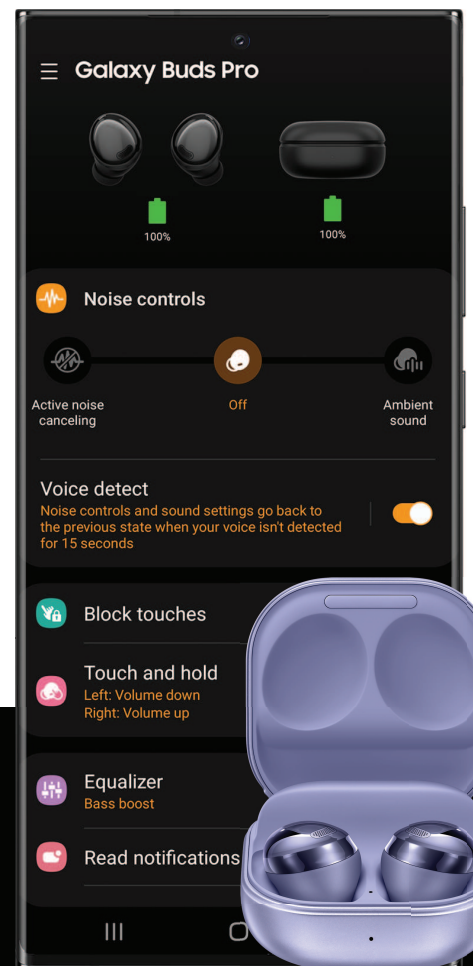 Galaxy Buds Pro
100%
100%
Noise controls
Active noise
canceling
Off
Ambient
sound
Voice detect
Noise controls and sound settings go back to
the previous state when your voice isn't detected
for 15 seconds
Block touches
Touch and hold
Left: Volume down
Right: Volume up
Equalizer
Bass boost
Read notifications